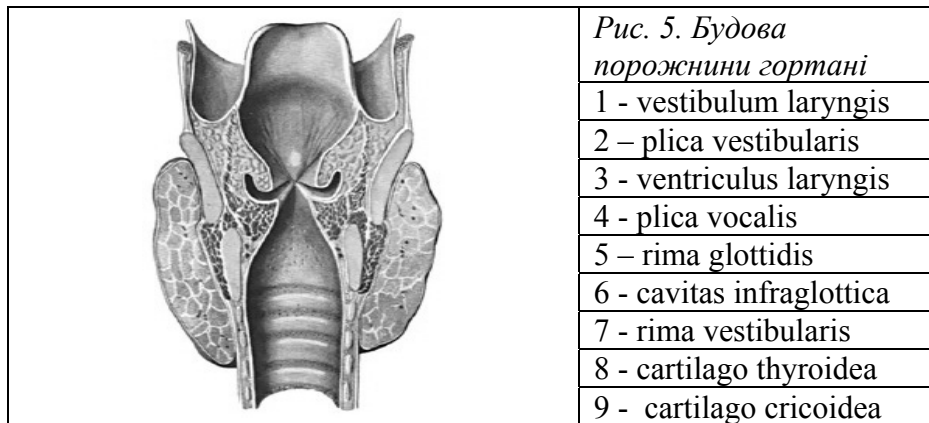 Рис. 5. Будова
порожнини гортані
1 - vestibulum laryngis
2 – plica vestibularis
3 - ventriculus laryngis
4 - plica vocalis
5 – rima glottidis
6 - cavitas infraglottica
7 - rima vestibularis
8 - cartilago thyroidea
9 - cartilago cricoidea